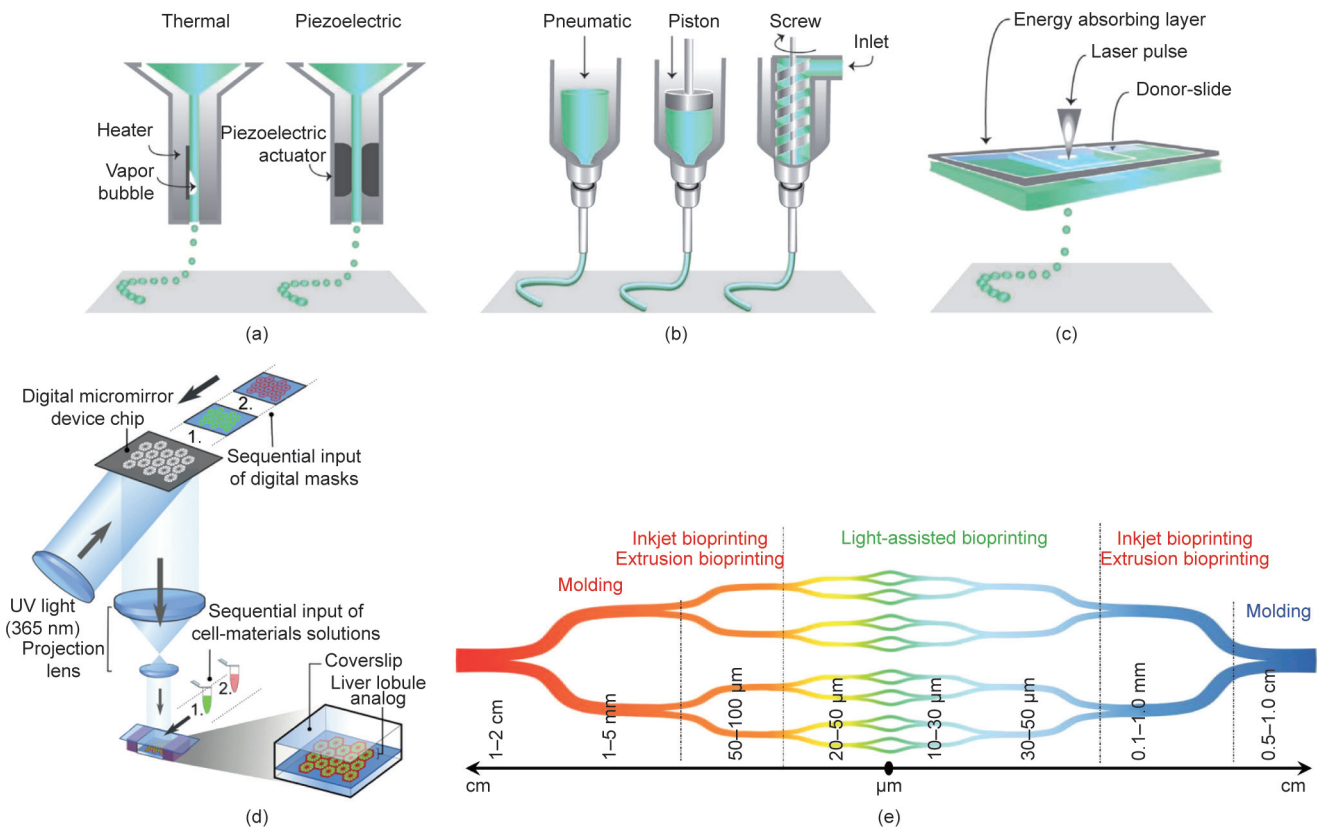 Thermal
Piezoelectric
Heater
Vapor
bubble
Piezoelectric
actuator
(a)
Pneumatic
Piston
Screw
Inlet
(b)
Energy absorbing layer
Laser pulse
Donor-slide
(c)
Digital micromirror
device chip
2.
1.
Sequential input
of digital masks
UV light
(365 nm)
Projection
lens
Sequential input of
cell-materials solutions
2.
1.
Coverslip
Liver lobule
analog
(d)
Inkjet bioprinting
Extrusion bioprinting
Light-assisted bioprinting
Inkjet bioprinting
Extrusion bioprinting
Molding
Molding
1–2 cm
1–5 mm
50–100 μm
20–50 μm
10–30 μm
30–50 μm
0.1–1.0 mm
0.5–1.0 cm
cm
μm
cm
(e)